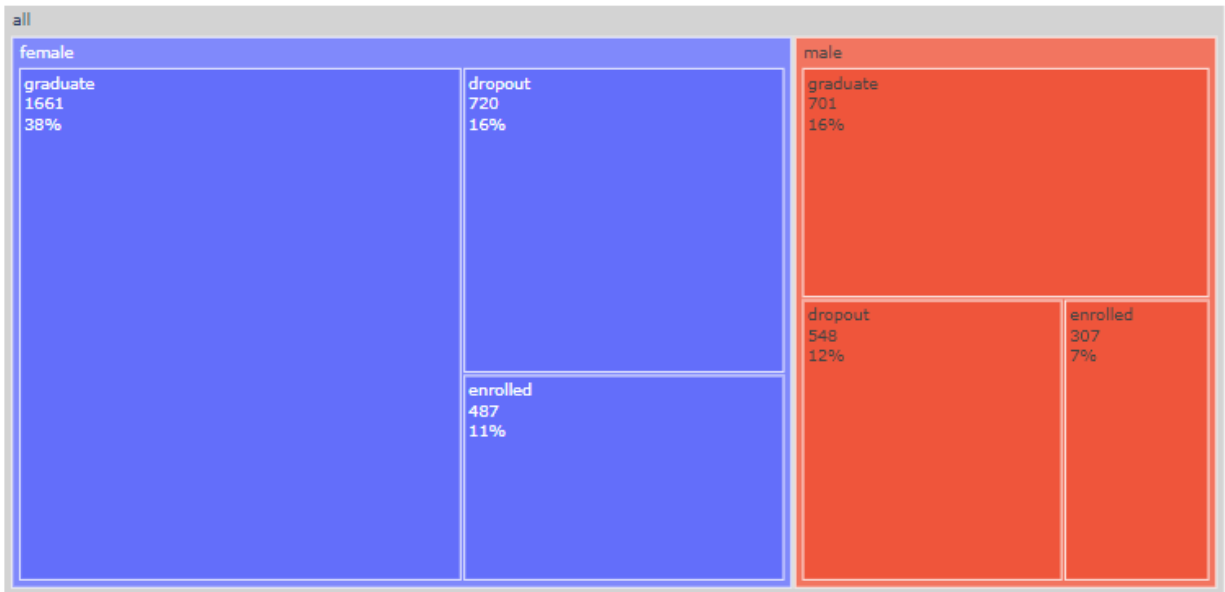 all
female
graduate
1661
38%
dropout
720
16%
enrolled
487
11%
male
graduate
701
16%
dropout
548
12%
enrolled
307
7%